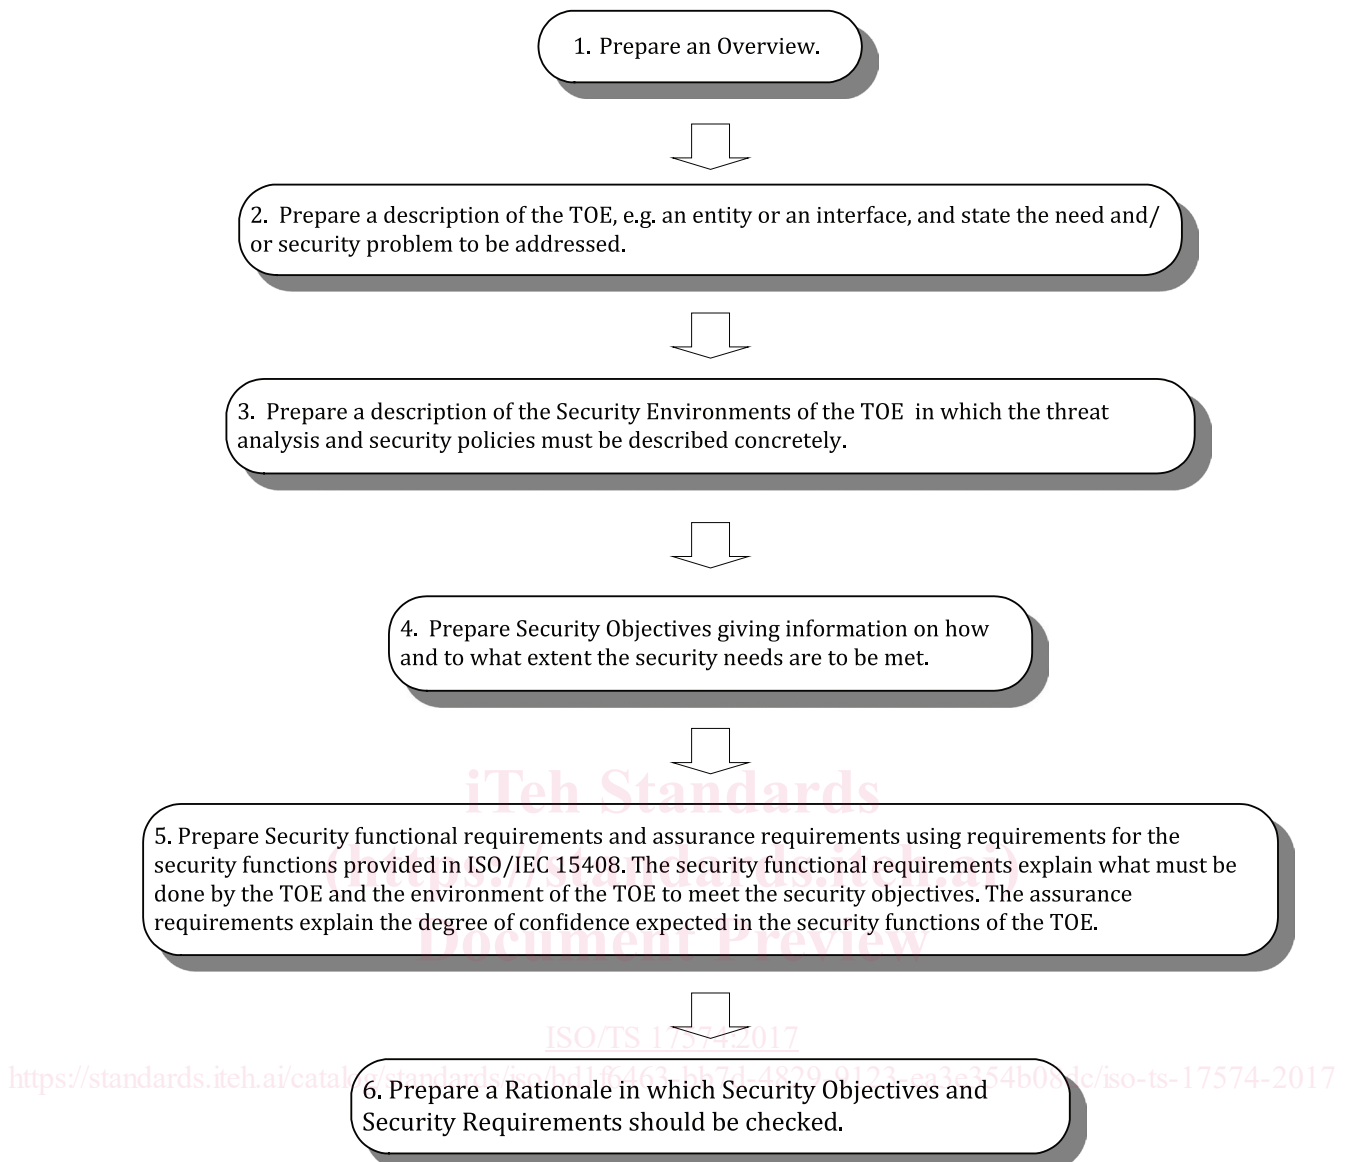 1. Prepare an Overview.
2. Prepare a description of the TOE, e.g. an entity or an interface, and state the need and/
or security problem to be addressed.
3. Prepare a description of the Security Environments of the TOE in which the threat
analysis and security policies must be described concretely.
4. Prepare Security Objectives giving information on how
and to what extent the security needs are to be met.
iTeh Standards
5. Prepare Security functional requirements and assurance requirements using requirements for the
security functions provided in ISO/IEC 15408. The security functional requirements explain what must be
(https://standards.iteh.ai)
done by the TOE and the environment of the TOE to meet the security objectives. The assurance
requirements explain the degree of confidence expected in the security functions of the TOE.
Document Preview
ISO/TS 17574:2017
6. Prepare a Rationale in which Security Objectives and
Security Requirements should be checked.